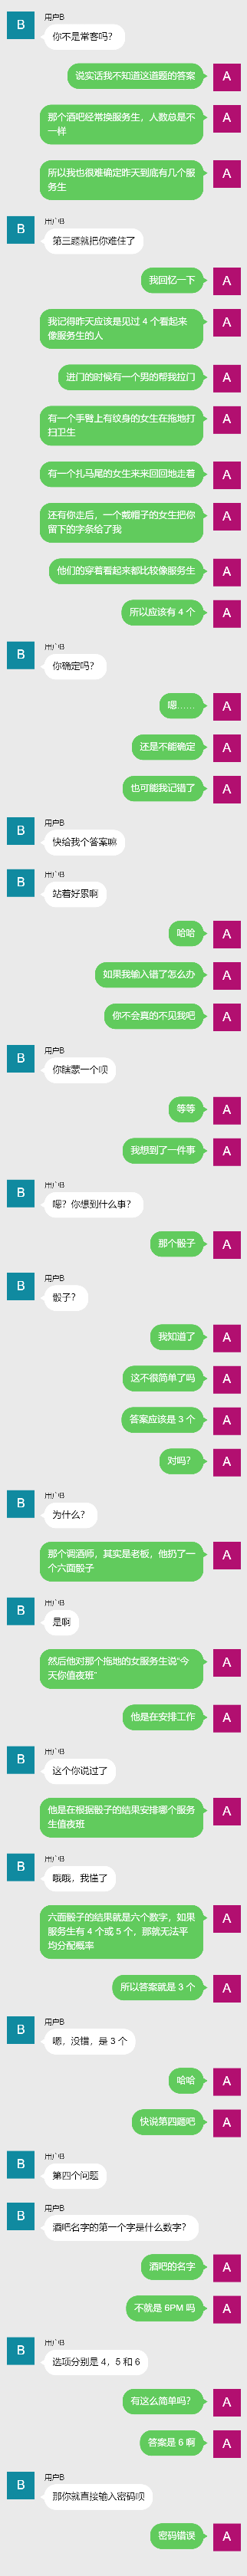 B
用户B
你不是常客吗？
说实话我不知道这道题的答案
A
那个酒吧经常换服务生，人数总是不
一样
A
所以我也很难确定昨天到底有几个服
务生
A
B
用户B
第三题就把你难住了
我回忆一下
A
我记得昨天应该是见过 4 个看起来
像服务生的人
A
进门的时候有一个男的帮我拉门
A
有一个手臂上有纹身的女生在拖地打
扫卫生
A
有一个扎马尾的女生来来回回地走着
A
还有你走后，一个戴帽子的女生把你
留下的字条给了我
A
他们的穿着看起来都比较像服务生
A
所以应该有 4 个
A
B
用户B
你确定吗？
嗯……
A
还是不能确定
A
也可能我记错了
A
B
用户B
快给我个答案嘛
B
用户B
站着好累啊
哈哈
A
如果我输入错了怎么办
A
你不会真的不见我吧
A
B
用户B
你瞎蒙一个呗
等等
A
我想到了一件事
A
B
用户B
嗯？你想到什么事？
那个骰子
A
B
用户B
骰子？
我知道了
A
这不很简单了吗
A
答案应该是 3 个
A
对吗？
A
B
用户B
为什么？
那个调酒师，其实是老板，他扔了一
个六面骰子
A
B
用户B
是啊
然后他对那个拖地的女服务生说“今
天你值夜班”
A
他是在安排工作
A
B
用户B
这个你说过了
他是在根据骰子的结果安排哪个服务
生值夜班
A
B
用户B
哦哦，我懂了
六面骰子的结果就是六个数字，如果
服务生有 4 个或 5 个，那就无法平
均分配概率
A
所以答案就是 3 个
A
B
用户B
嗯，没错，是 3 个
哈哈
A
快说第四题吧
A
B
用户B
第四个问题
B
用户B
酒吧名字的第一个字是什么数字？
酒吧的名字
A
不就是 6PM 吗
A
B
用户B
选项分别是 4，5 和 6
有这么简单吗？
A
答案是 6 啊
A
B
用户B
那你就直接输入密码呗
密码错误
A